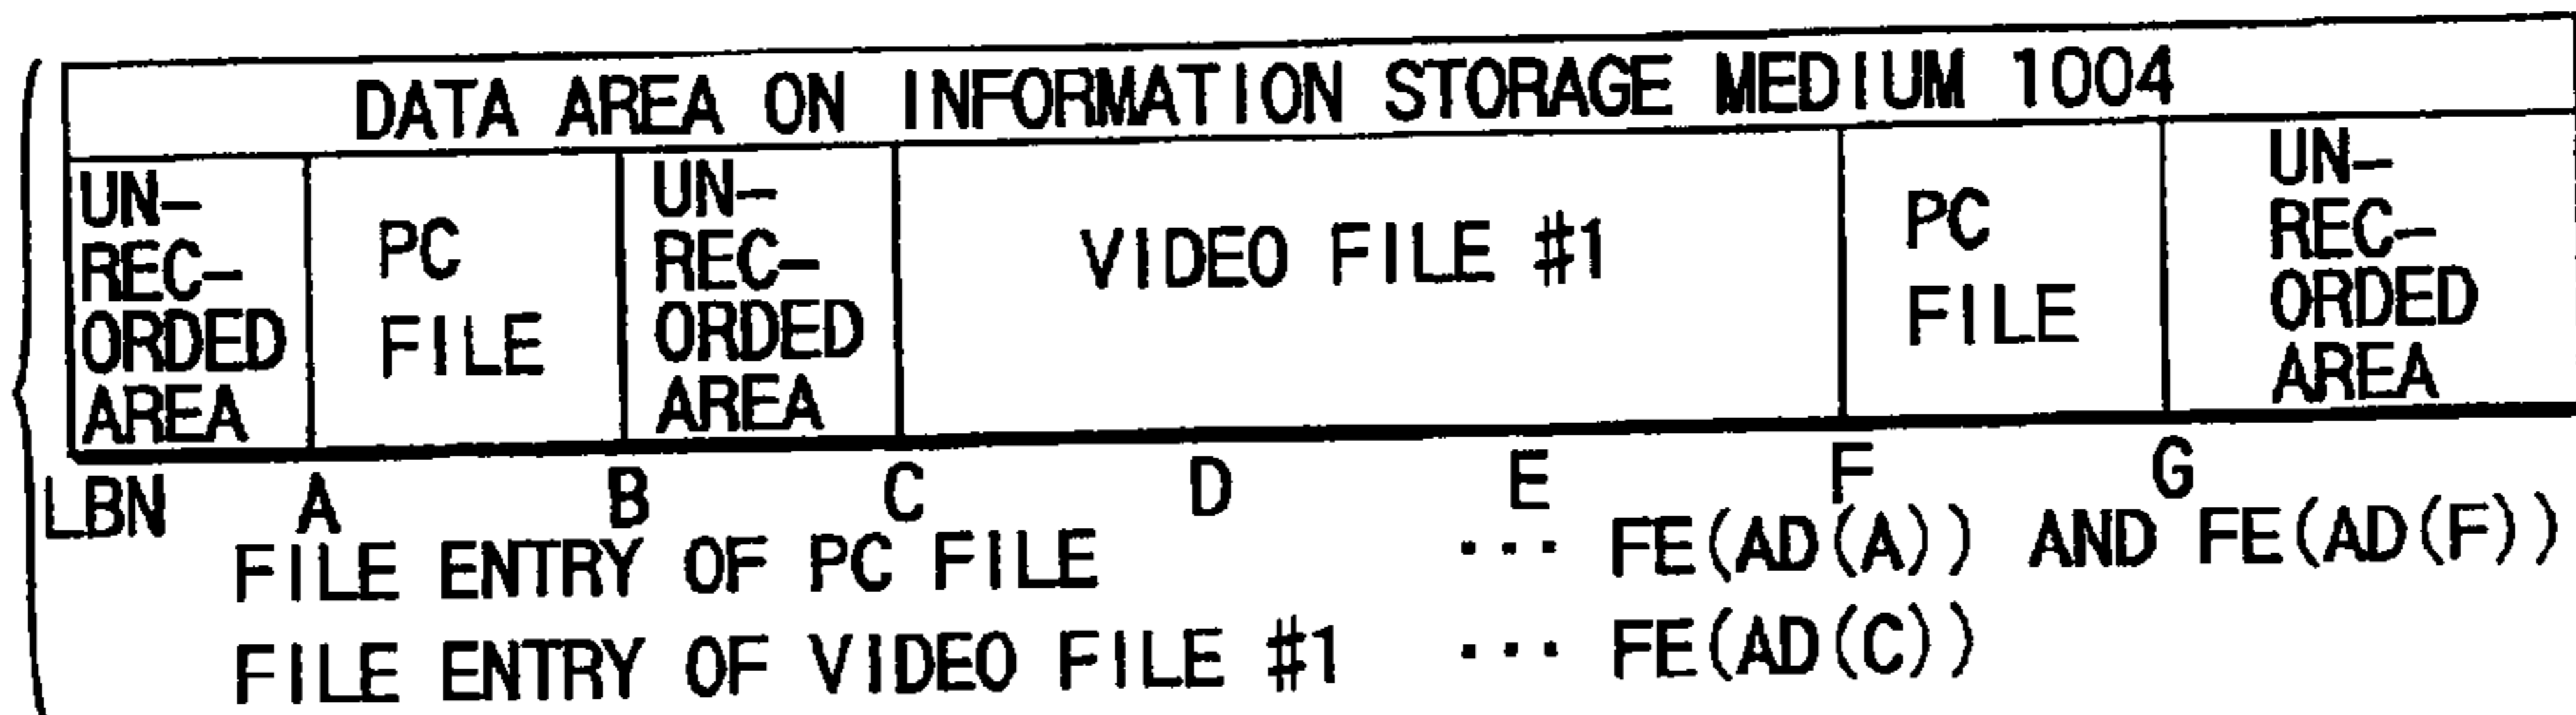 DATA AREA ON INFORMATION STORAGE MEDIUM 1004
UN-
REC-
ORDED
AREA
PC
FILE
UN-
REC-
ORDED
AREA
VIDEO FILE #1
PC
FILE
UN-
REC-
ORDED
AREA
LBN A B C D E F G
FILE ENTRY OF PC FILE ··· FE(AD(A)) AND FE(AD(F))
FILE ENTRY OF VIDEO FILE #1 ··· FE(AD(C))